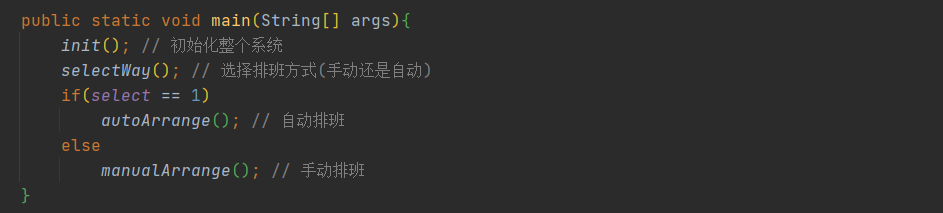 public static void main(String[] args){
init(); // 初始化整个系统
selectWay(); // 选择排班方式(手动还是自动)
if(select == 1)
autoArrange(); // 自动排班
else
manualArrange(); // 手动排班
}